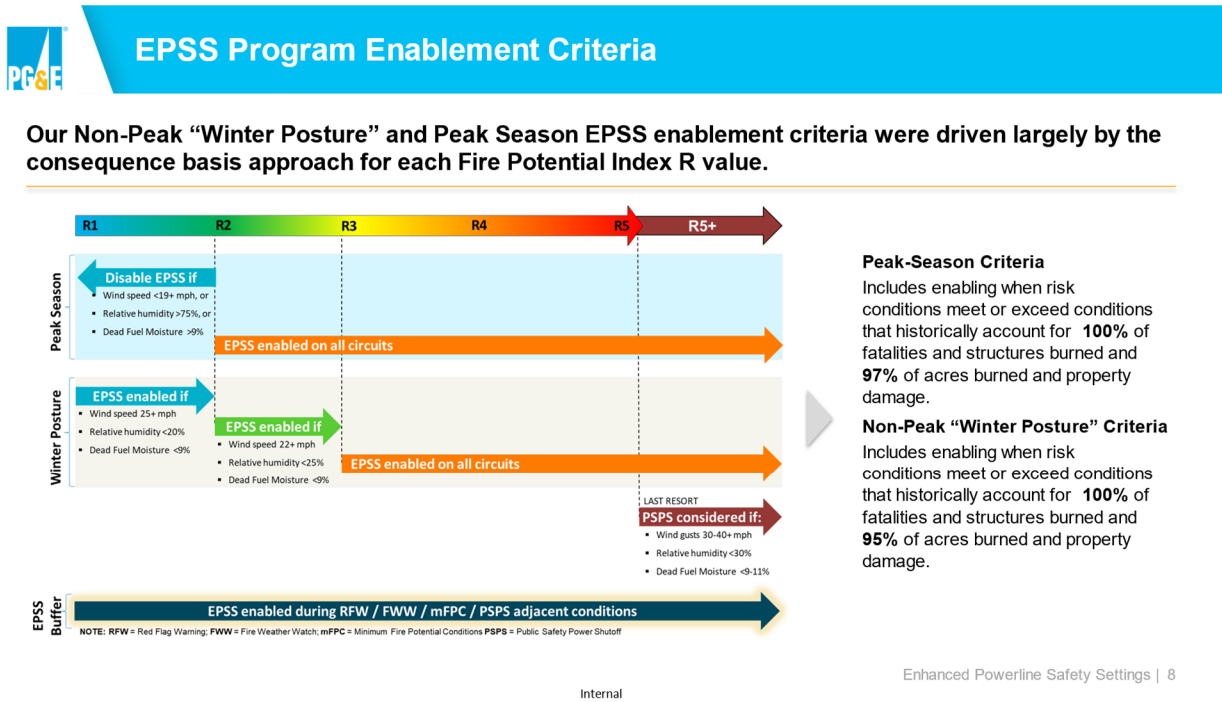 PG&E
EPSS Program Enablement Criteria
Our Non-Peak “Winter Posture” and Peak Season EPSS enablement criteria were driven largely by the
consequence basis approach for each Fire Potential Index R value.
R1 R2 R3 R4 R5 R5+
Peak Season
Disable EPSS if
▪ Wind speed <19+ mph, or
▪ Relative humidity >75%, or
▪ Dead Fuel Moisture >9%
EPSS enabled on all circuits
Winter Posture
EPSS enabled if
▪ Wind speed 25+ mph
▪ Relative humidity <20%
▪ Dead Fuel Moisture <9%
EPSS enabled if
▪ Wind speed 22+ mph
▪ Relative humidity <25%
▪ Dead Fuel Moisture <9%
EPSS enabled on all circuits
LAST RESORT
PSPS considered if:
▪ Wind gusts 30-40+ mph
▪ Relative humidity <30%
▪ Dead Fuel Moisture <9-11%
EPSS
Buffer
EPSS enabled during RFW / FWW / mFPC / PSPS adjacent conditions
NOTE: RFW = Red Flag Warning; FWW = Fire Weather Watch; mFPC = Minimum Fire Potential Conditions PSPS = Public Safety Power Shutoff
Peak-Season Criteria
Includes enabling when risk
conditions meet or exceed conditions
that historically account for 100% of
fatalities and structures burned and
97% of acres burned and property
damage.
Non-Peak “Winter Posture” Criteria
Includes enabling when risk
conditions meet or exceed conditions
that historically account for 100% of
fatalities and structures burned and
95% of acres burned and property
damage.
Enhanced Powerline Safety Settings | 8
Internal